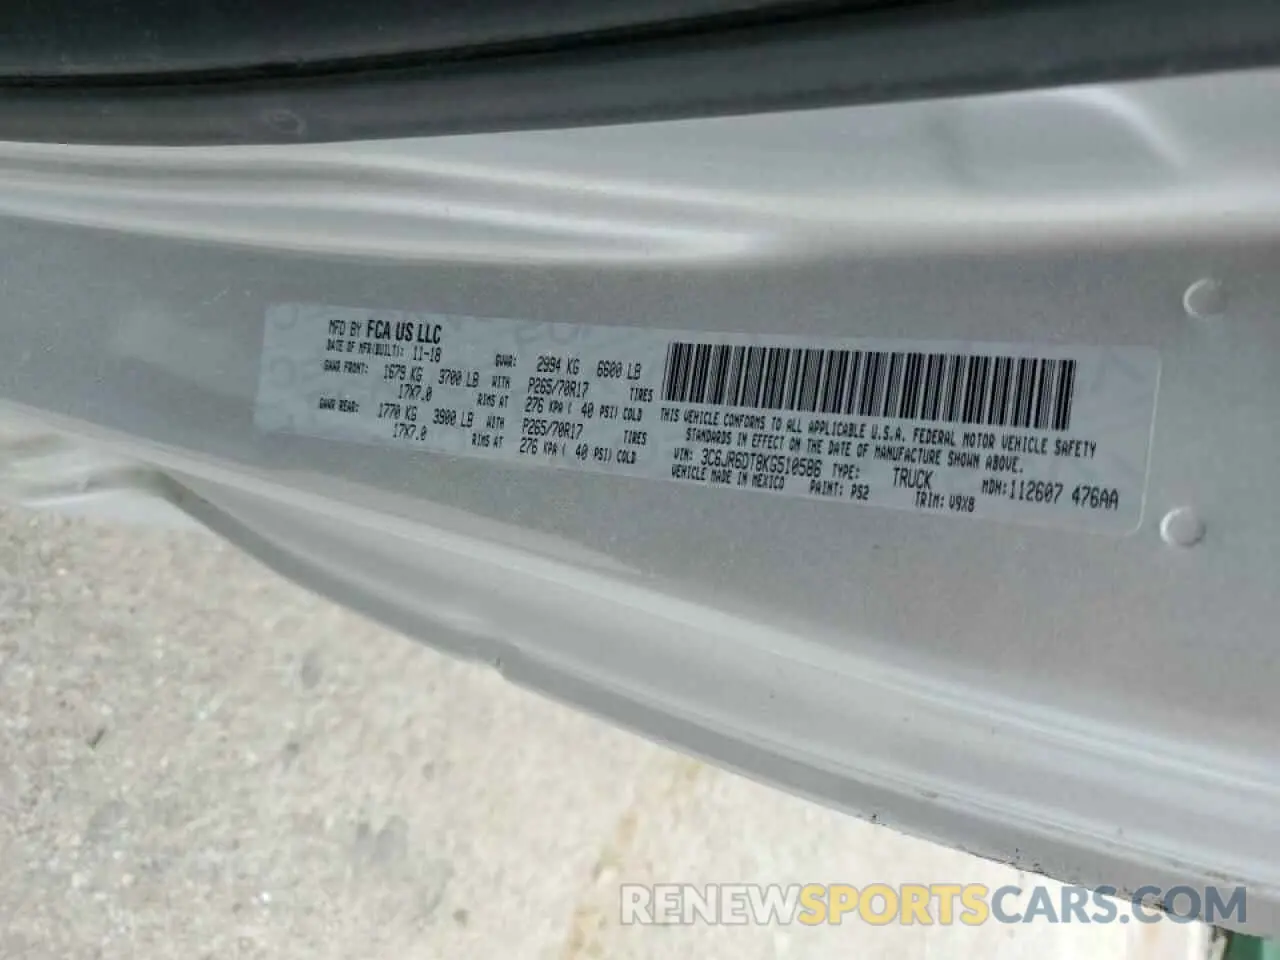 MFD BY FCA US LLC
DATE OF MFR(BUILT): 11-18 GVWR: 2994 KG 6600 LB
GAWR FRONT: 1679 KG 3700 LB WITH P265/70R17 TIRES
17X7.0 RIMS AT 276 KPA ( 40 PSI) COLD
GAWR REAR: 1770 KG 3900 LB WITH P265/70R17 TIRES
17X7.0 RIMS AT 276 KPA ( 40 PSI) COLD
THIS VEHICLE CONFORMS TO ALL APPLICABLE U.S.A. FEDERAL MOTOR VEHICLE SAFETY
STANDARDS IN EFFECT ON THE DATE OF MANUFACTURE SHOWN ABOVE.
VIN: 3C6JR6DT8KG510586 TYPE: TRUCK MDH: 112607 476AA
VEHICLE MADE IN MEXICO PAINT: PS2 TRIM: V9X8
RENEWSPORTSCARS.COM